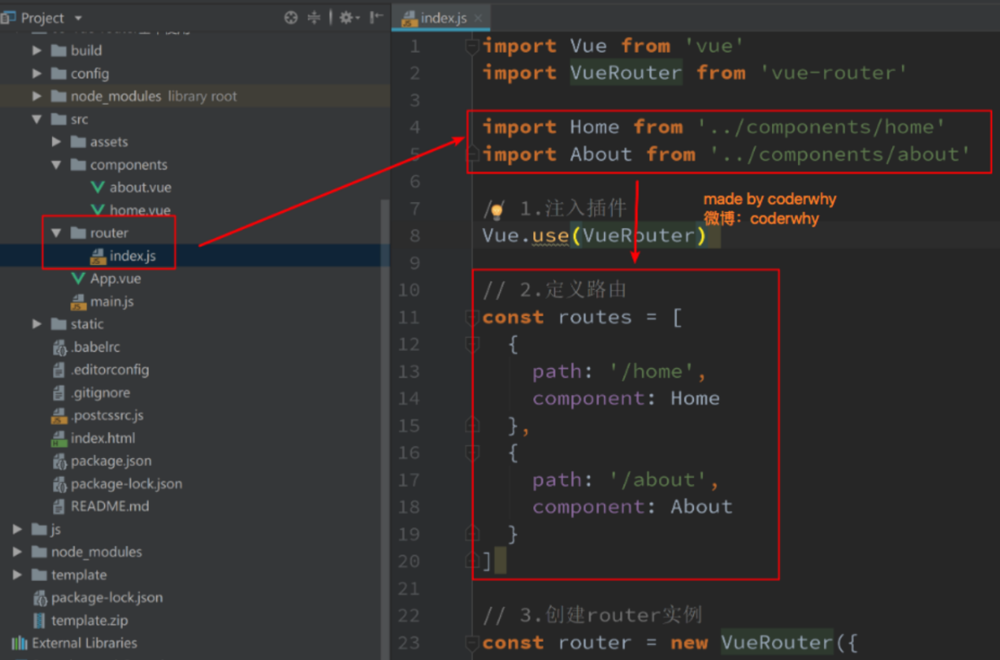 Project
build
config
node_modules library root
src
assets
components
about.vue
home.vue
router
index.js
App.vue
main.js
static
.babelrc
.editorconfig
.gitignore
.postcssrc.js
index.html
package.json
package-lock.json
README.md
js
node_modules
template
package-lock.json
template.zip
External Libraries
index.js
1 import Vue from 'vue'
2 import VueRouter from 'vue-router'
3
4 import Home from '../components/home'
5 import About from '../components/about'
6
7 // 1.注入插件
8 Vue.use(VueRouter)
9
10 // 2.定义路由
11 const routes = [
12 {
13 path: '/home',
14 component: Home
15 },
16 {
17 path: '/about',
18 component: About
19 }
20 ]
21
22 // 3.创建router实例
23 const router = new VueRouter({
made by coderwhy
微博：coderwhy